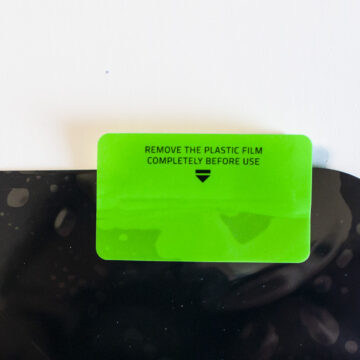 REMOVE THE PLASTIC FILM
COMPLETELY BEFORE USE